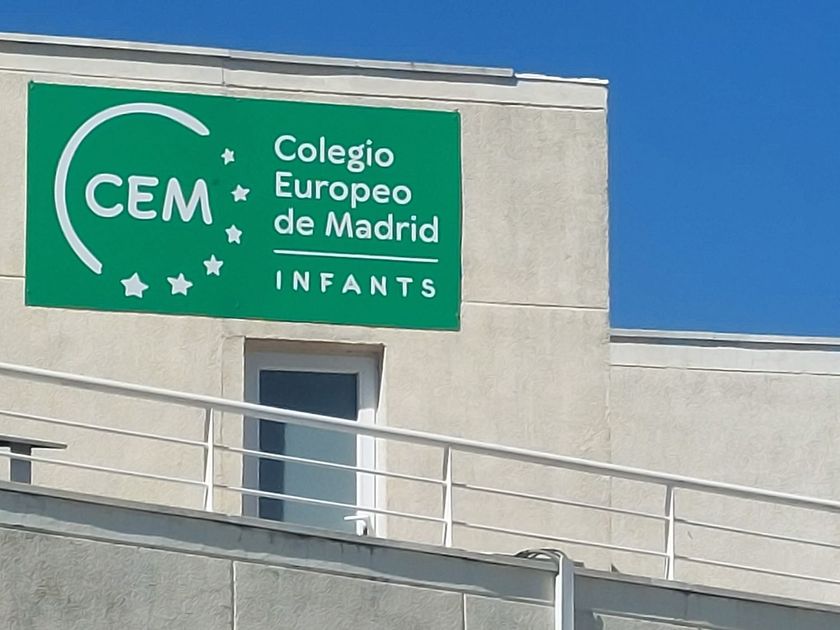 CEM
Colegio
Europeo
de Madrid
INFANTS